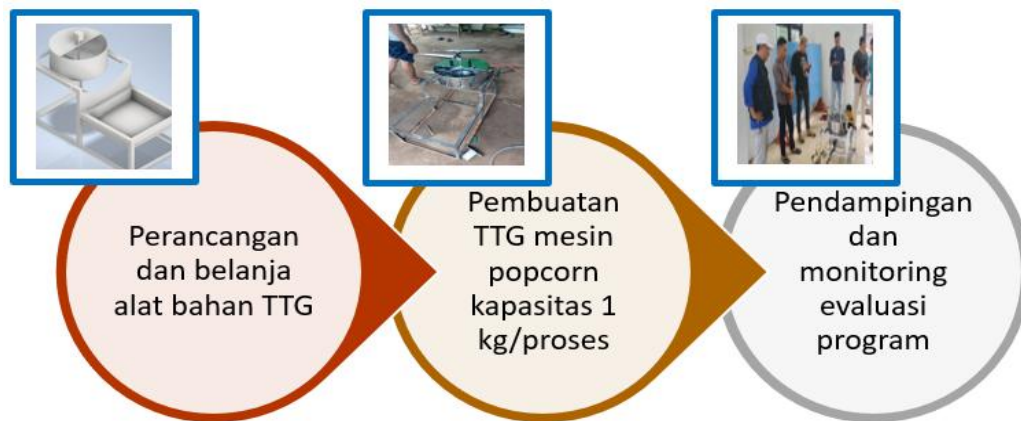 Perancangan
dan belanja
alat bahan TTG
Pembuatan
TTG mesin
popcorn
kapasitas 1
kg/proses
Pendampingan
dan
monitoring
evaluasi
program